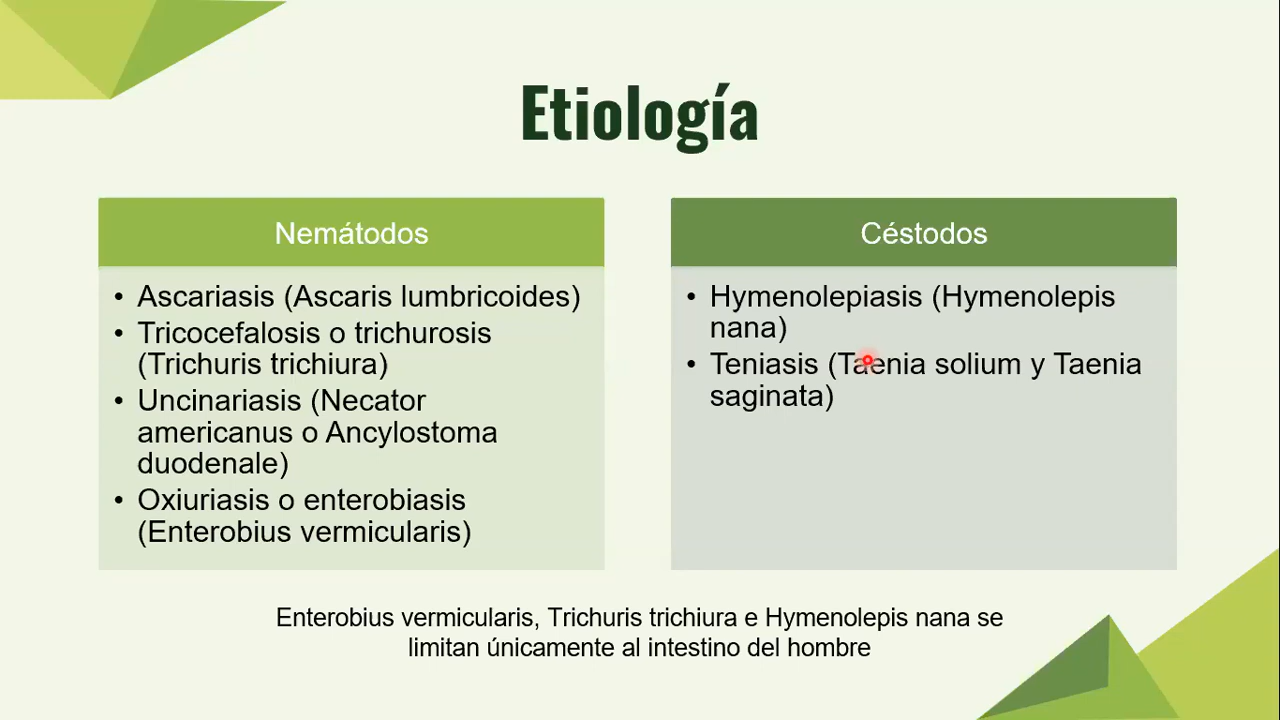 Etiología
Nemátodos
• Ascariasis (Ascaris lumbricoides)
• Tricocefalosis o trichurosis
(Trichuris trichiura)
• Uncinariasis (Necator
americanus o Ancylostoma
duodenale)
• Oxiuriasis o enterobiasis
(Enterobius vermicularis)
Céstodos
• Hymenolepiasis (Hymenolepis
nana)
• Teniasis (Taenia solium y Taenia
saginata)
Enterobius vermicularis, Trichuris trichiura e Hymenolepis nana se
limitan únicamente al intestino del hombre